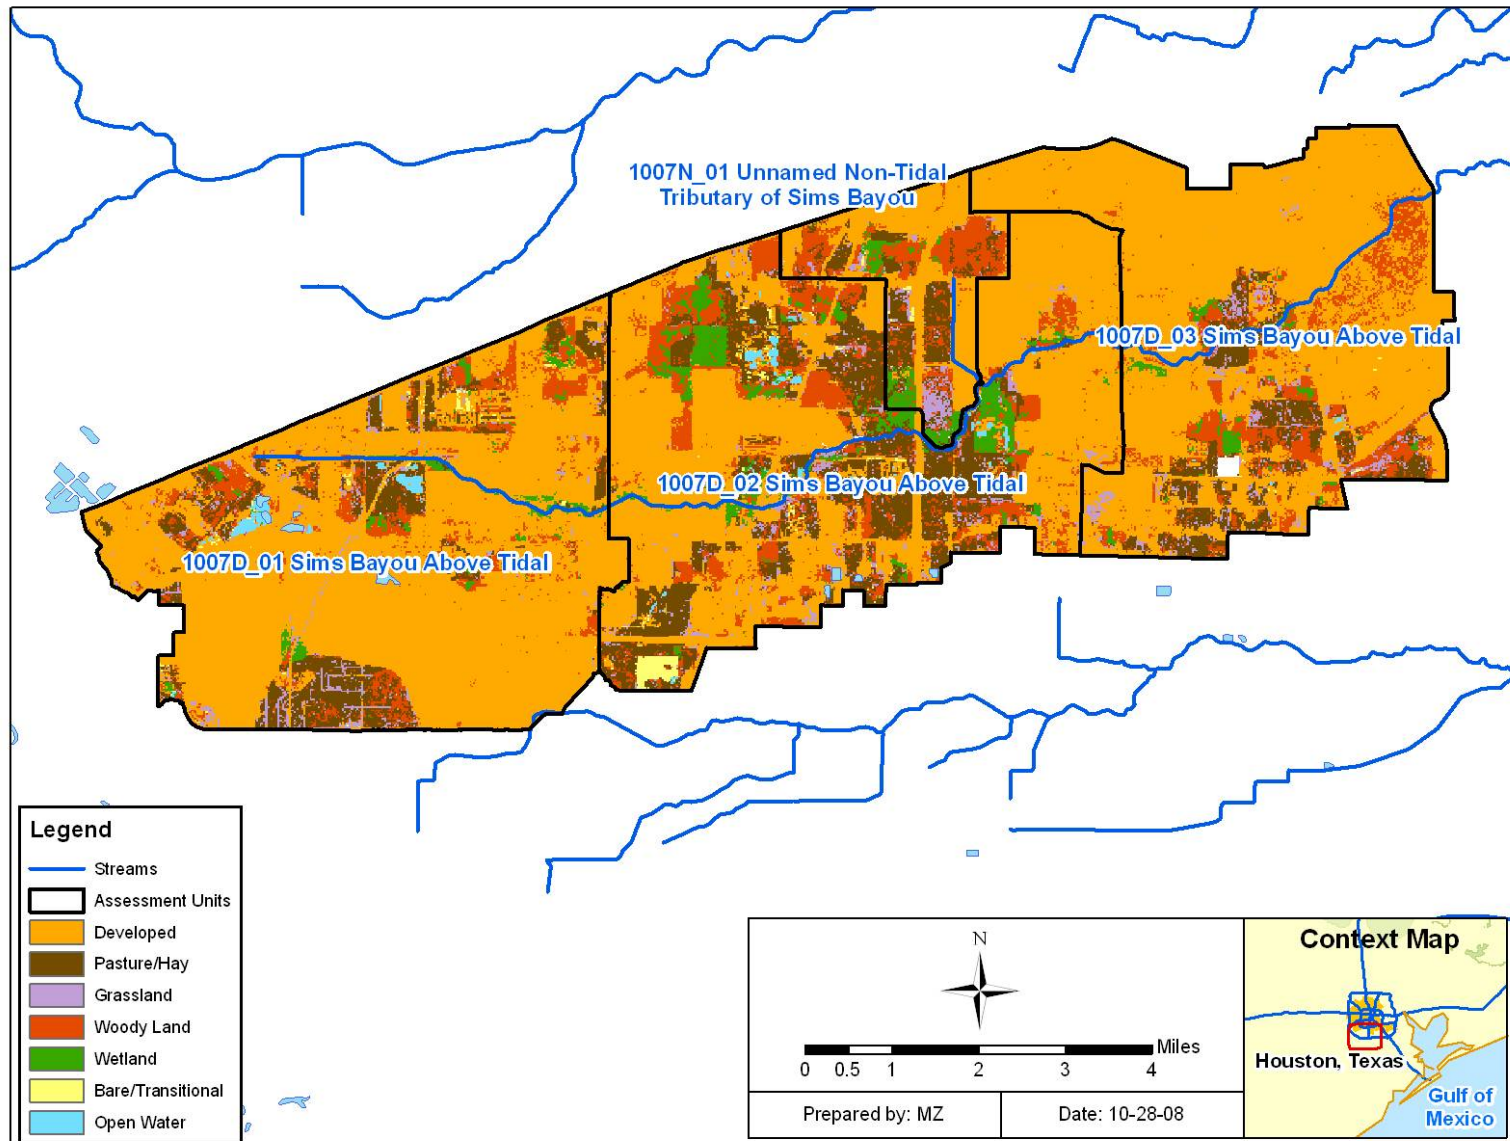 1007N_01 Unnamed Non-Tidal
Tributary of Sims Bayou
1007D_03 Sims Bayou Above Tidal
1007D_02 Sims Bayou Above Tidal
1007D_01 Sims Bayou Above Tidal
Legend
Streams
Assessment Units
Developed
Pasture/Hay
Grassland
Woody Land
Wetland
Bare/Transitional
Open Water
N
Miles
0 0.5 1 2 3 4
Prepared by: MZ
Date: 10-28-08
Context Map
Houston, Texas
Gulf of
Mexico